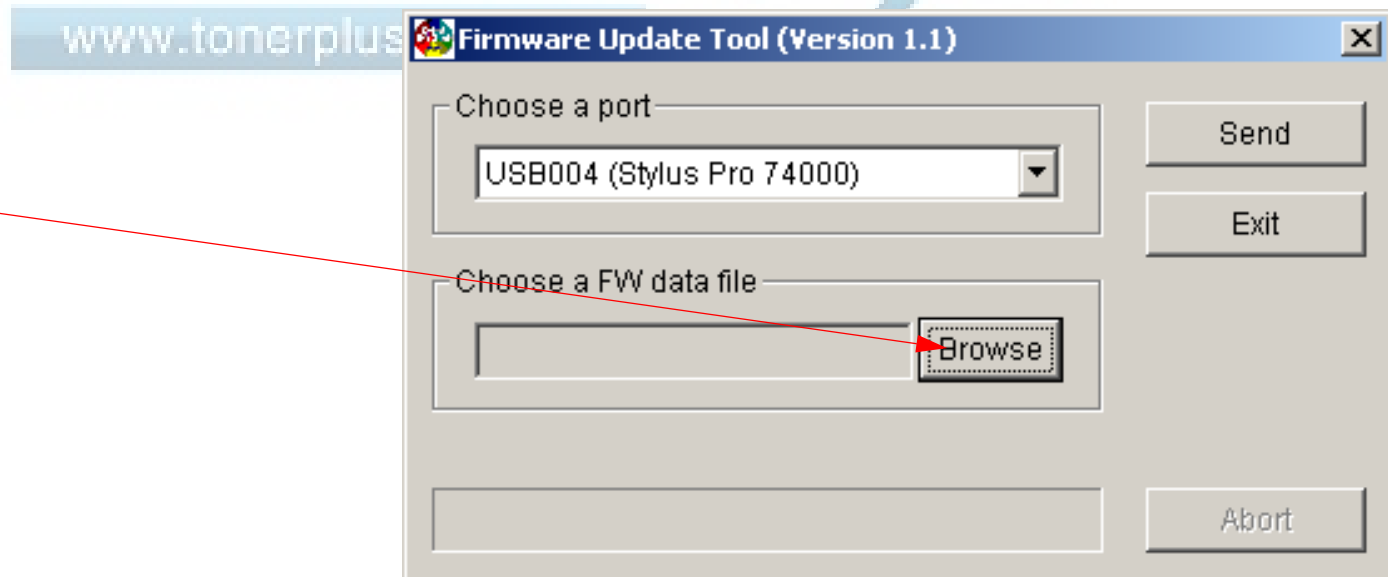 www.tonerplus
Firmware Update Tool (Version 1.1)
Choose a port
Send
USB004 (Stylus Pro 74000)
Exit
Choose a FW data file
Browse
Abort